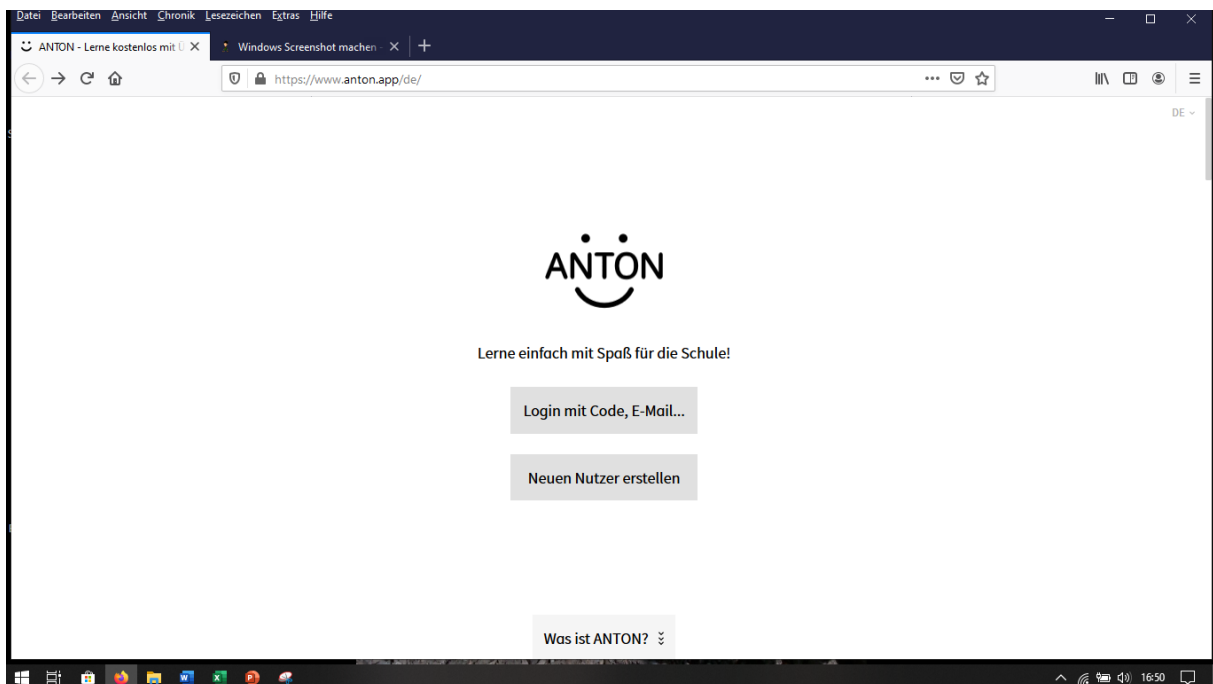 Datei Bearbeiten Ansicht Chronik Lesezeichen Extras Hilfe
ANTON - Lerne kostenlos mit Ü
Windows Screenshot machen -
https://www.anton.app/de/
DE
ANTON
Lerne einfach mit Spaß für die Schule!
Login mit Code, E-Mail...
Neuen Nutzer erstellen
Was ist ANTON?
16:50